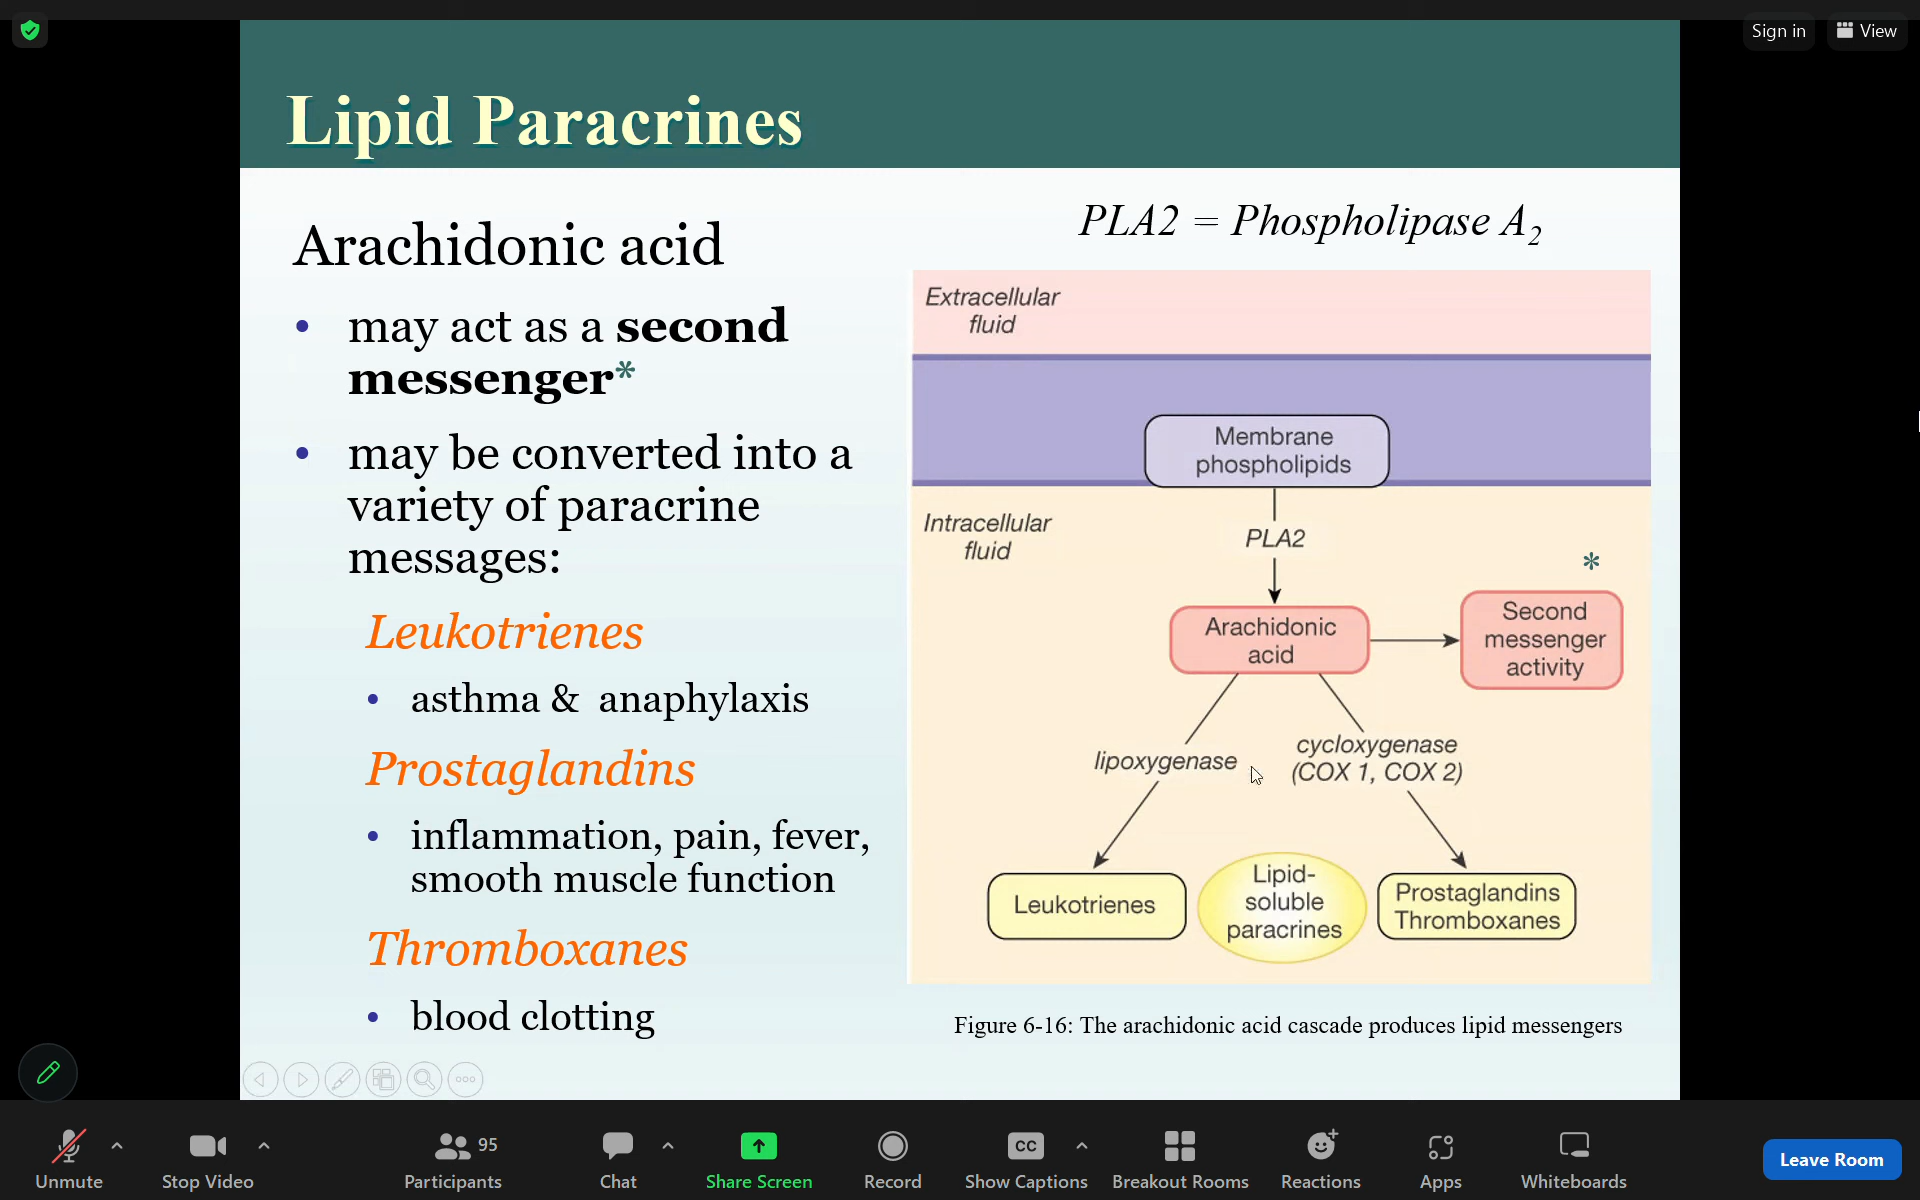 Sign in
View
Lipid Paracrines
Arachidonic acid
• may act as a second
messenger*
• may be converted into a
variety of paracrine
messages:
Leukotrienes
• asthma & anaphylaxis
Prostaglandins
• inflammation, pain, fever,
smooth muscle function
Thromboxanes
• blood clotting
PLA2 = Phospholipase A2
Extracellular
fluid
Membrane
phospholipids
Intracellular
fluid
PLA2
*
Arachidonic
acid
Second
messenger
activity
lipoxygenase
cycloxygenase
(COX 1, COX 2)
Leukotrienes
Lipid-
soluble
paracrines
Prostaglandins
Thromboxanes
Figure 6-16: The arachidonic acid cascade produces lipid messengers
Unmute
Stop Video
95
Participants
Chat
Share Screen
Record
CC
Show Captions
Breakout Rooms
Reactions
Apps
Whiteboards
Leave Room